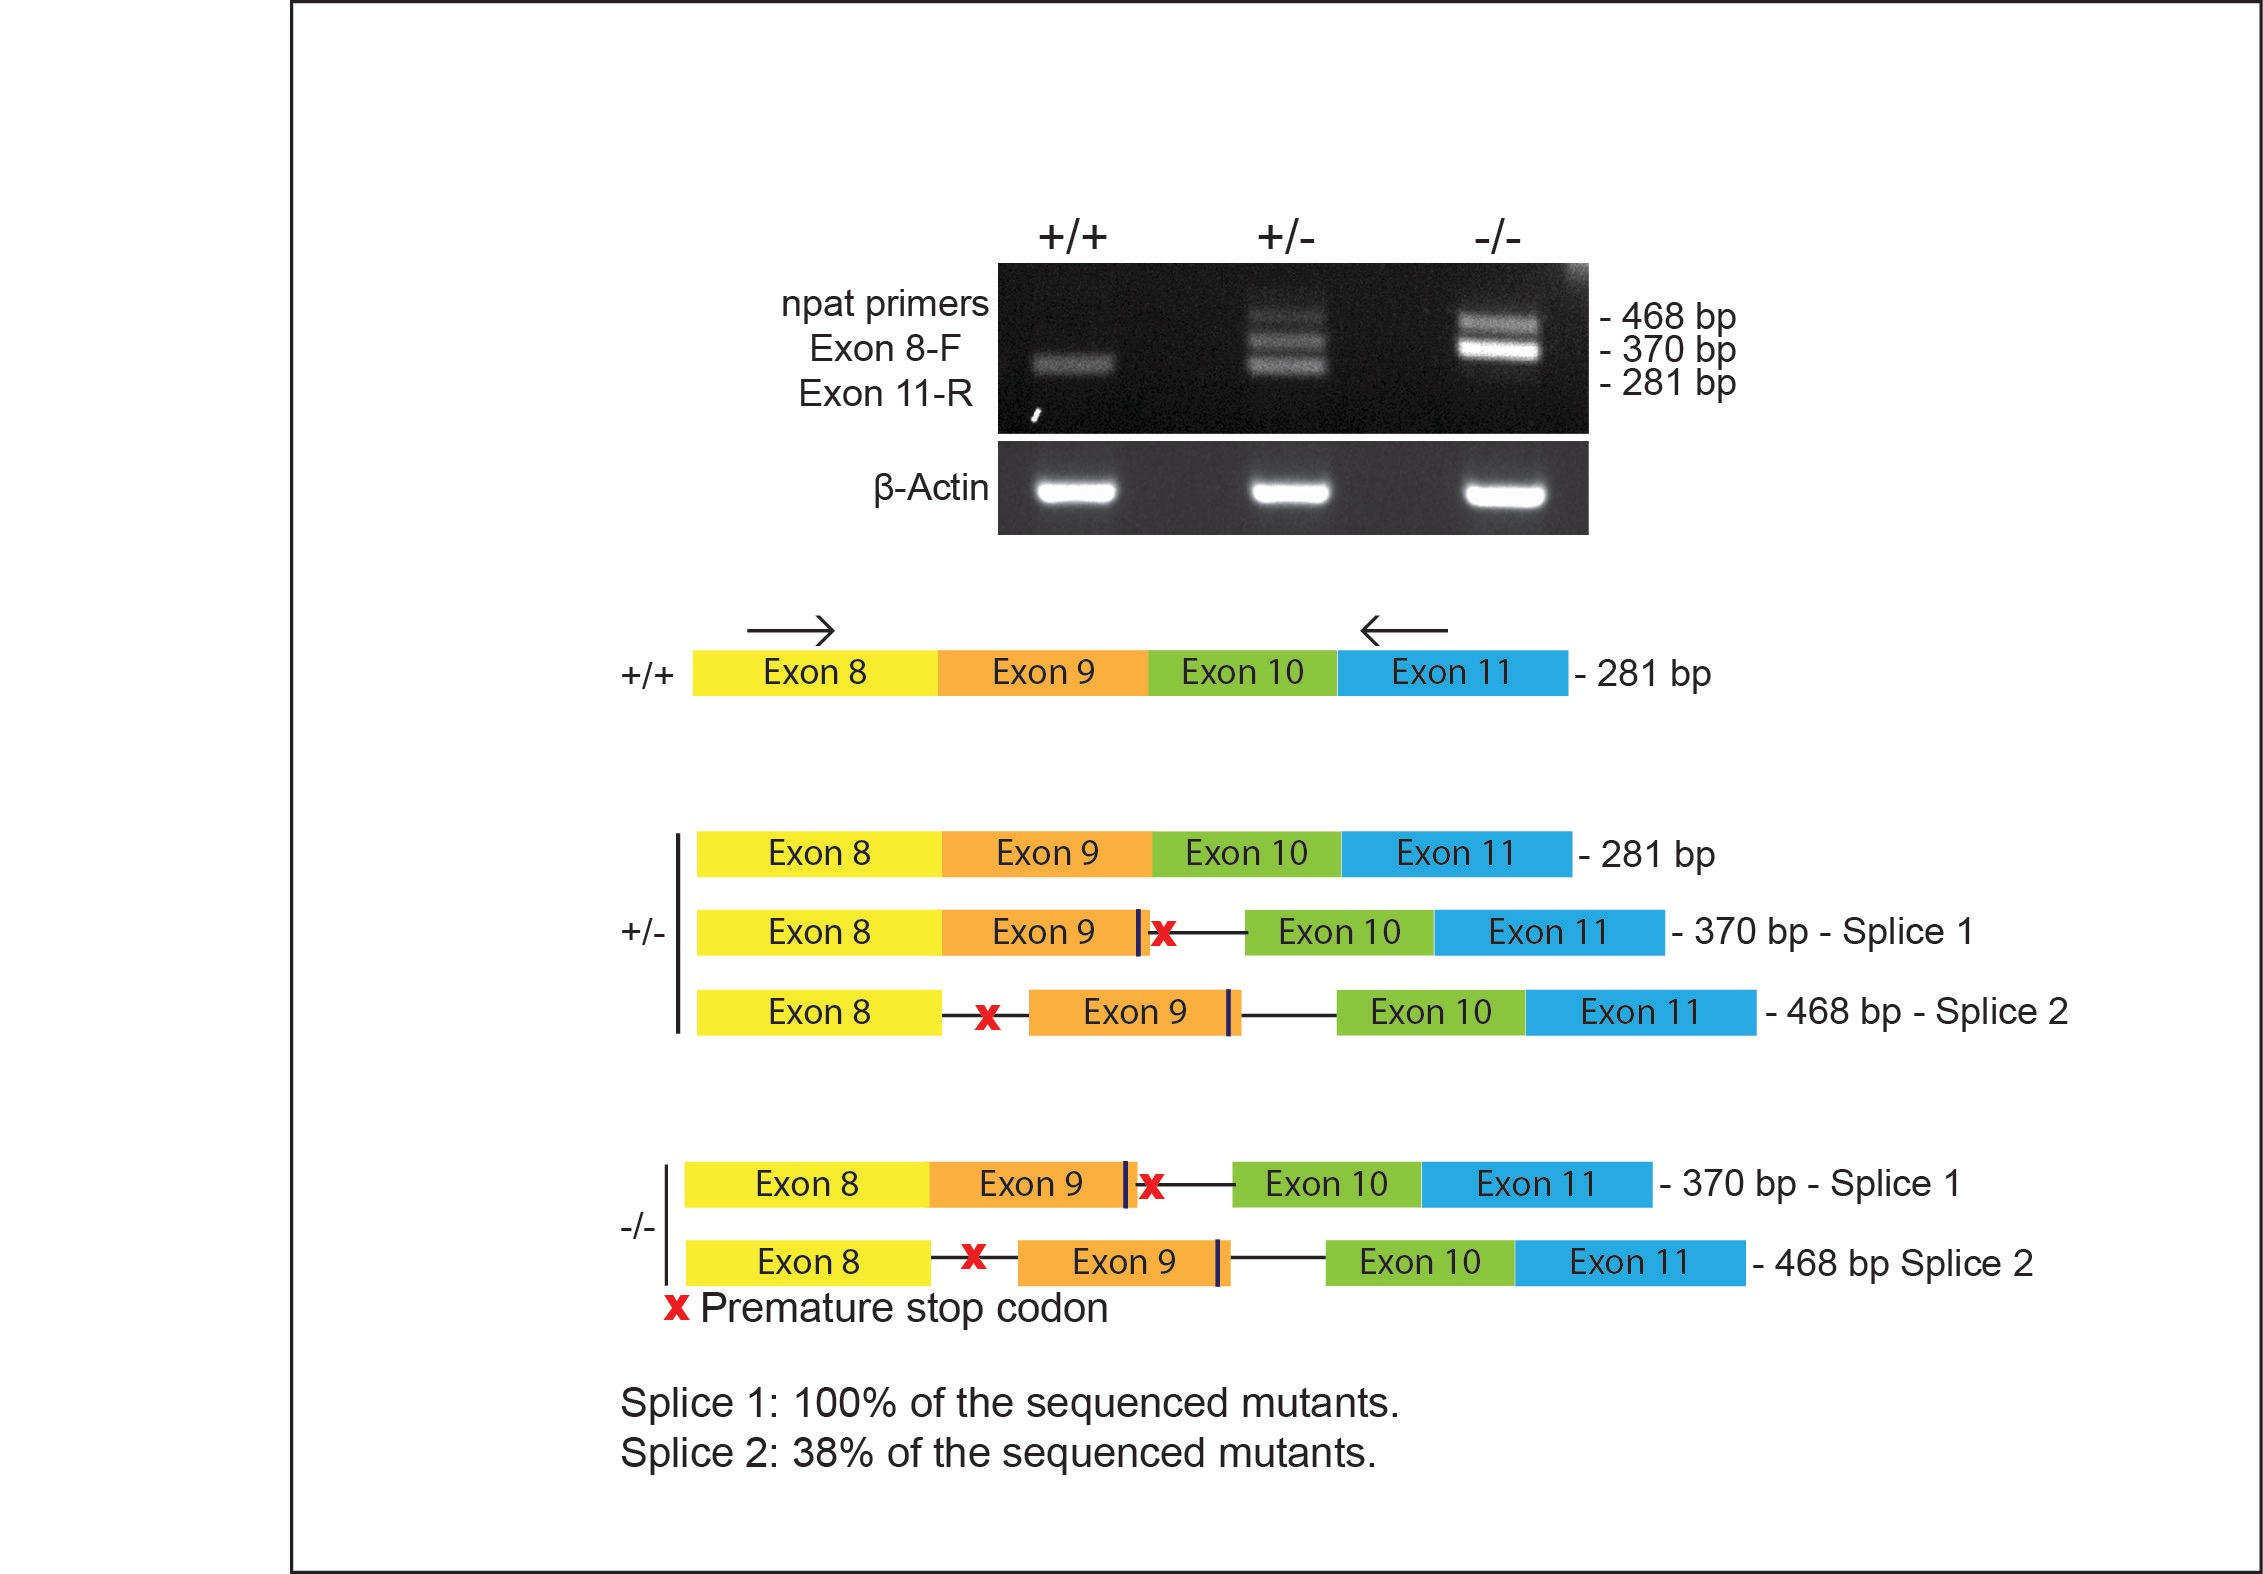 +/+ +/- -/-
npat primers
Exon 8-F
Exon 11-R
- 468 bp
- 370 bp
- 281 bp
β-Actin
+/+ Exon 8 Exon 9 Exon 10 Exon 11 - 281 bp
Exon 8 Exon 9 Exon 10 Exon 11 - 281 bp
+/- Exon 8 Exon 9 x Exon 10 Exon 11 - 370 bp - Splice 1
Exon 8 x Exon 9 Exon 10 Exon 11 - 468 bp - Splice 2
Exon 8 Exon 9 x Exon 10 Exon 11 - 370 bp - Splice 1
-/-
Exon 8 x Exon 9 Exon 10 Exon 11 - 468 bp Splice 2
x Premature stop codon
Splice 1: 100% of the sequenced mutants.
Splice 2: 38% of the sequenced mutants.